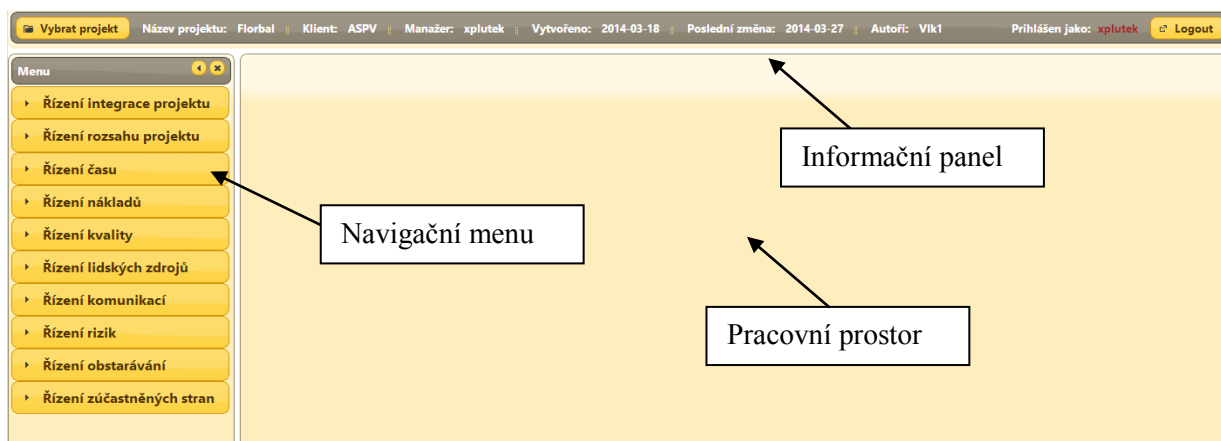 Vybrat projekt Název projektu: Florbal || Klient: ASPV || Manažer: xplutek || Vytvořeno: 2014-03-18 || Poslední změna: 2014-03-27 || Autoři: Vlk1 Prihlášen jako: xplutek Logout
Menu
Řízení integrace projektu
Řízení rozsahu projektu
Řízení času
Řízení nákladů
Řízení kvality
Řízení lidských zdrojů
Řízení komunikací
Řízení rizik
Řízení obstarávání
Řízení zúčastněných stran
Informační panel
Navigační menu
Pracovní prostor